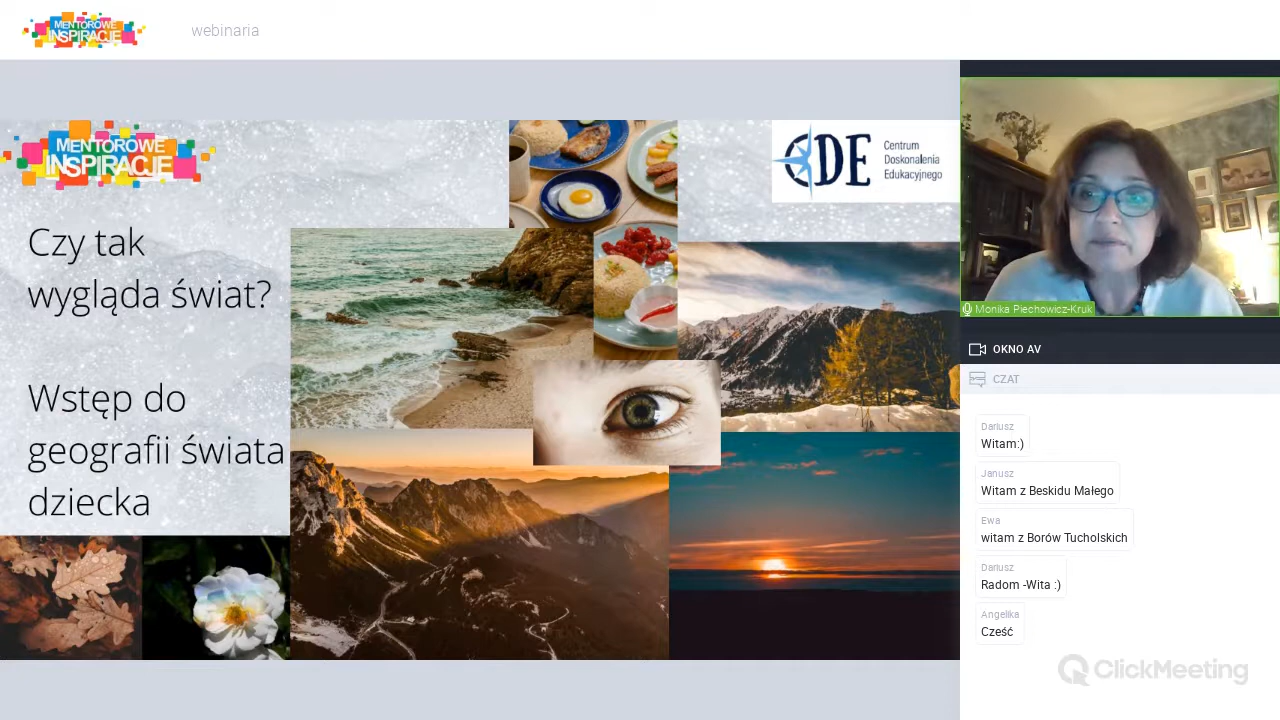 MENTOROWE
INSPIRACJE
webinaria
MENTOROWE
INSPIRACJE
Czy tak
wygląda świat?
Wstęp do
geografii świata
dziecka
CDE
Centrum
Doskonalenia
Edukacyjnego
Monika Piechowicz-Kruk
OKNO AV
CZAT
Dariusz
Witam:)
Janusz
Witam z Beskidu Małego
Ewa
witam z Borów Tucholskich
Dariusz
Radom -Wita :)
Angelika
Cześć
ClickMeeting